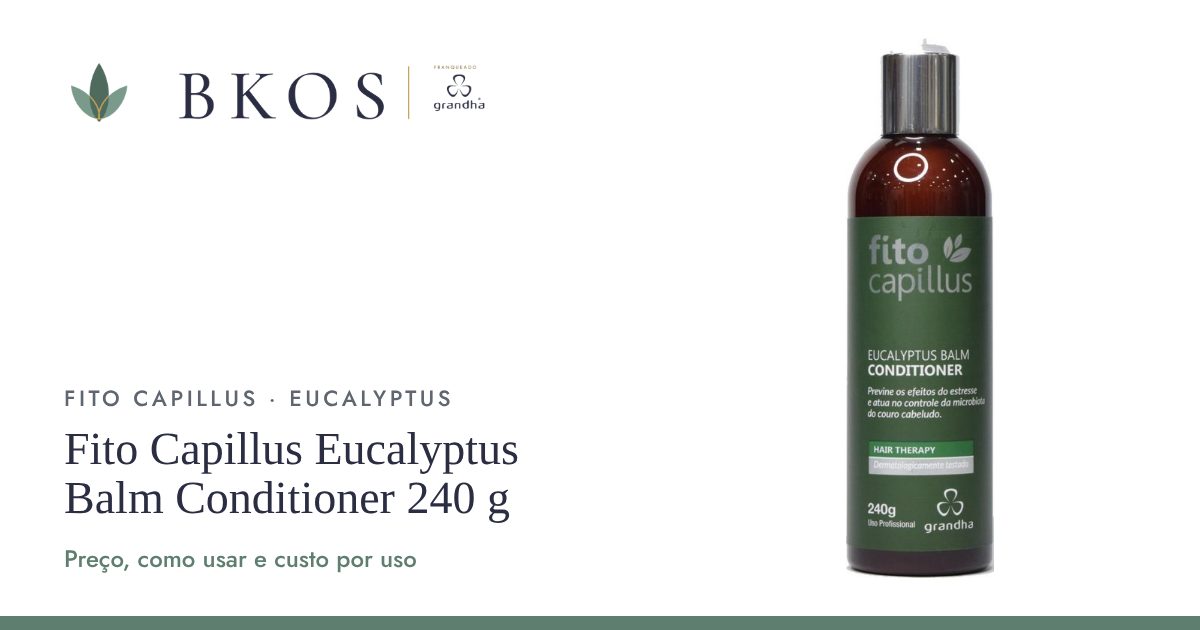 BKOS
FRANQUEADO
grandha
FITO CAPILLUS · EUCALYPTUS
Fito Capillus Eucalyptus
Balm Conditioner 240 g
Preço, como usar e custo por uso
fito
capillus
EUCALYPTUS BALM
CONDITIONER
Previne os efeitos do estresse
e atua no controle da microbiota
do couro cabeludo.
HAIR THERAPY
Dermatologicamente testado
240g
Uso Profissional
grandha